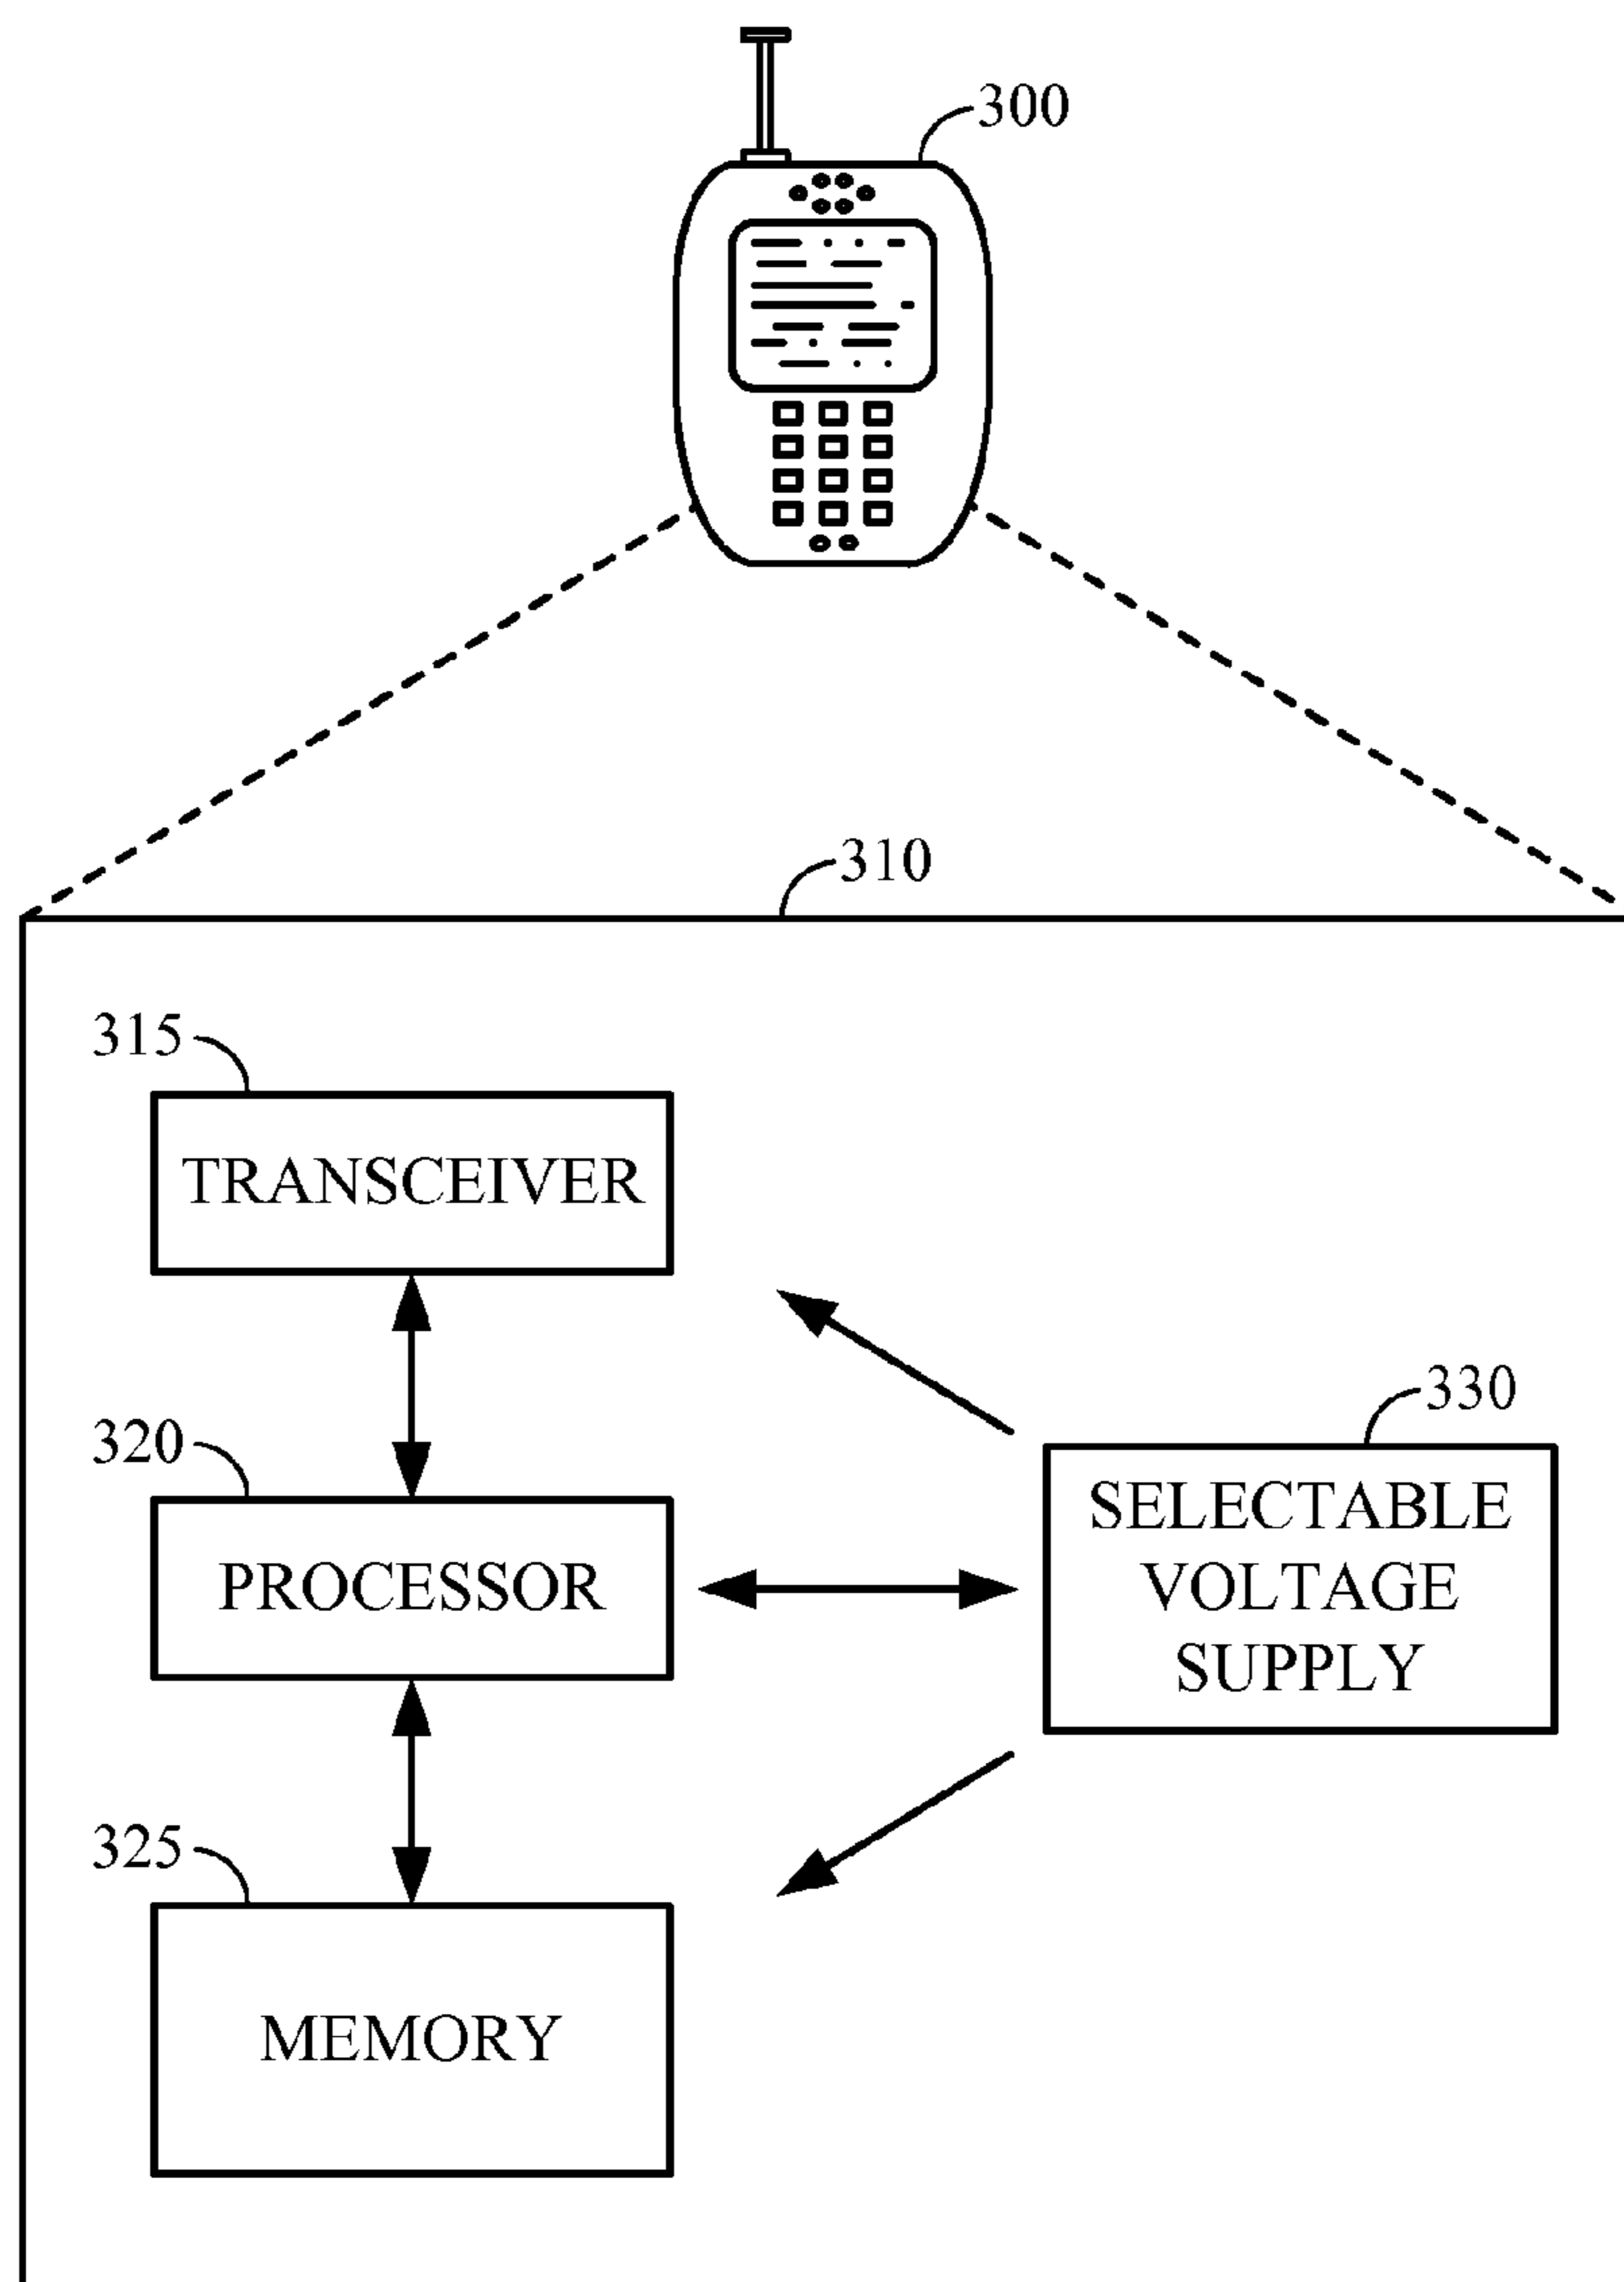 300
310
315
TRANSCEIVER
320
PROCESSOR
330
SELECTABLE
VOLTAGE
SUPPLY
325
MEMORY